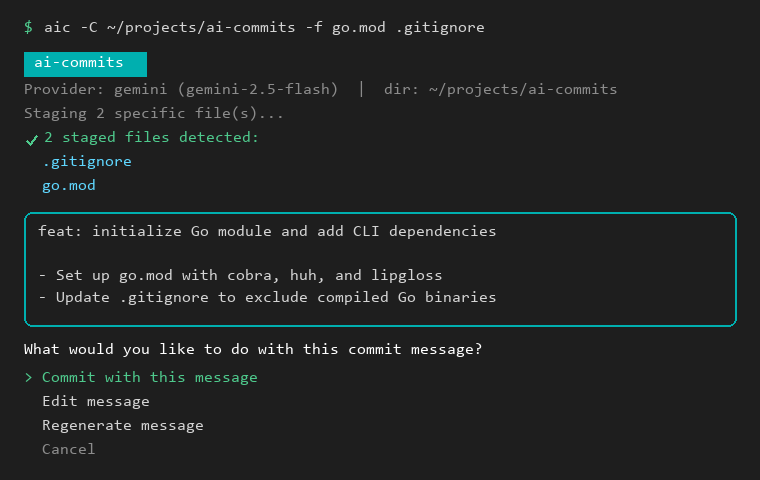 $ aic -C ~/projects/ai-commits -f go.mod .gitignore
ai-commits
Provider: gemini (gemini-2.5-flash) │ dir: ~/projects/ai-commits
Staging 2 specific file(s)...
✓ 2 staged files detected:
.gitignore
go.mod
feat: initialize Go module and add CLI dependencies
- Set up go.mod with cobra, huh, and lipgloss
- Update .gitignore to exclude compiled Go binaries
What would you like to do with this commit message?
> Commit with this message
Edit message
Regenerate message
Cancel